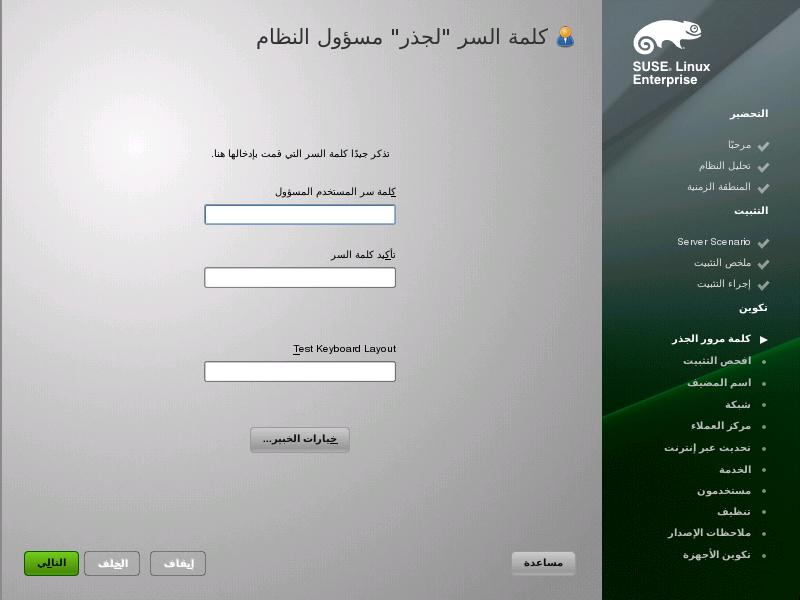 كلمة السر "لجذر" مسؤول النظام
تذكر جيدًا كلمة السر التي قمت بإدخالها هنا.
كلمة سر المستخدم المسؤول
تأكيد كلمة السر
Test Keyboard Layout
خيارات الخبير...
مساعدة
إيقاف
الخلف
التالي
SUSE® Linux
Enterprise
التحضير
مرحبًا
تحليل النظام
المنطقة الزمنية
التثبيت
Server Scenario
ملخص التثبيت
إجراء التثبيت
تكوين
كلمة مرور الجذر
افحص التثبيت
اسم المضيف
شبكة
مركز العملاء
تحديث عبر إنترنت
الخدمة
مستخدمون
تنظيف
ملاحظات الإصدار
تكوين الأجهزة